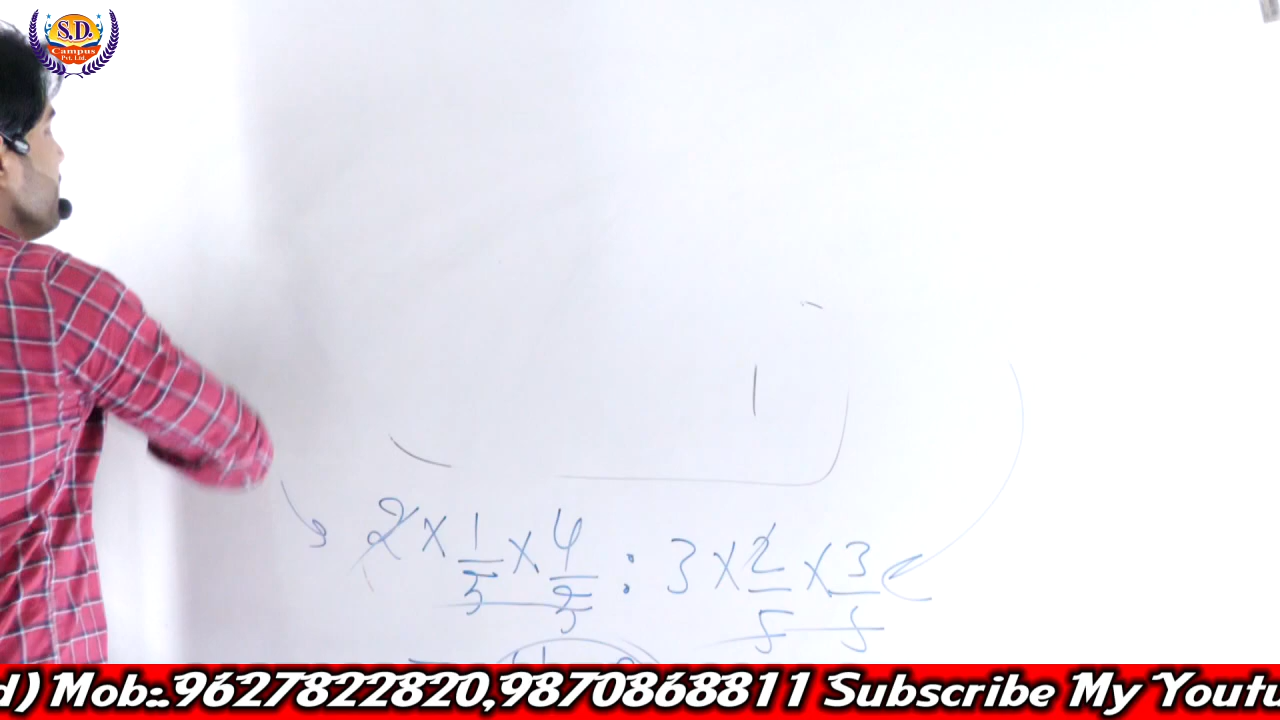 S.D.
Campus
Pvt. Ltd.
2 × 1/5 × 4/5 : 3 × 2/5 × 3/5
d) Mob:.9627822820,9870868811 Subscribe My Youtu